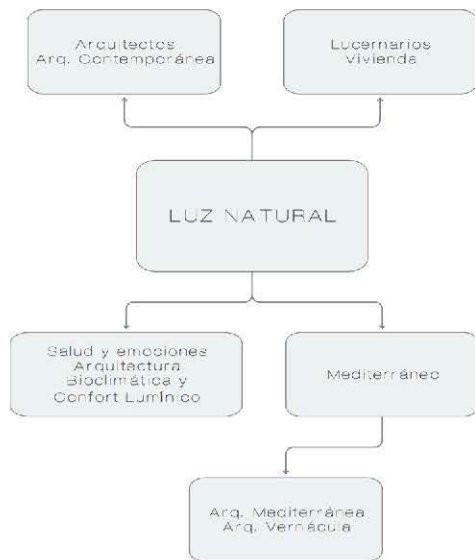 Arquitectos
Arq. Contemporánea
Lucernarios
Vivienda
LUZ NATURAL
Salud y emociones
Arquitectura
Bioclimática y
Confort Lumínico
Mediterráneo
Arq. Mediterránea
Arq. Vernácula